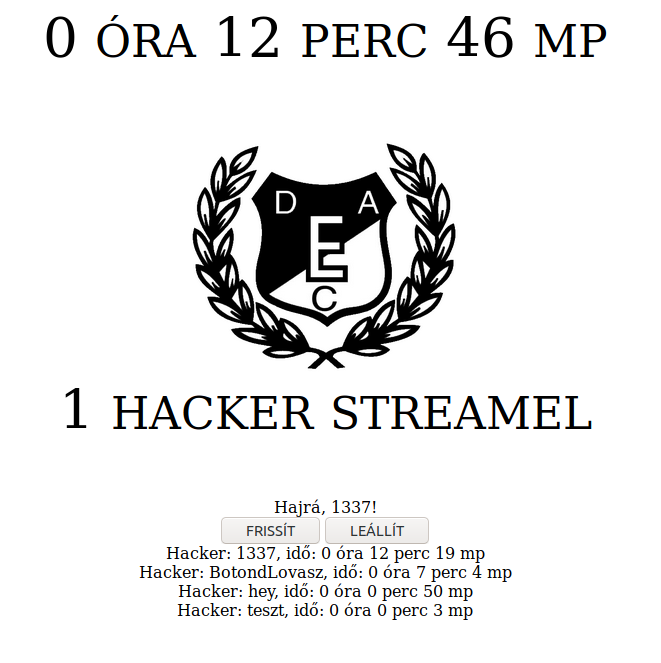 0 ÓRA 12 PERC 46 MP
D A
E
C
1 HACKER STREAMEL
Hajrá, 1337!
FRISSÍT LEÁLLÍT
Hacker: 1337, idő: 0 óra 12 perc 19 mp
Hacker: BotondLovasz, idő: 0 óra 7 perc 4 mp
Hacker: hey, idő: 0 óra 0 perc 50 mp
Hacker: teszt, idő: 0 óra 0 perc 3 mp